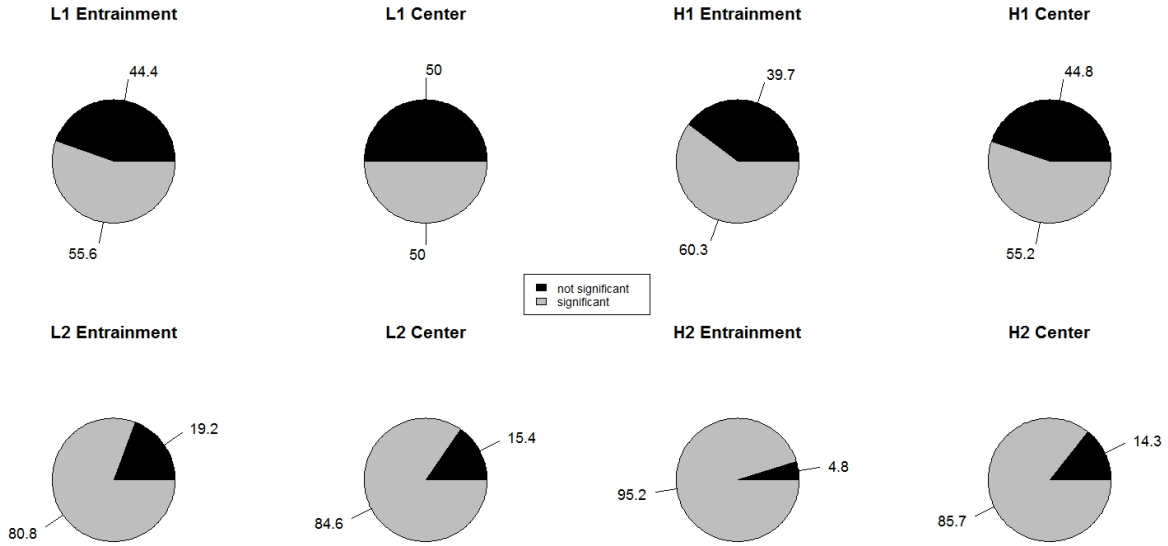 L1 Entrainment
L1 Center
H1 Entrainment
H1 Center
44.4
50
39.7
44.8
55.6
50
60.3
55.2
not significant
significant
L2 Entrainment
L2 Center
H2 Entrainment
H2 Center
19.2
15.4
4.8
14.3
80.8
84.6
95.2
85.7